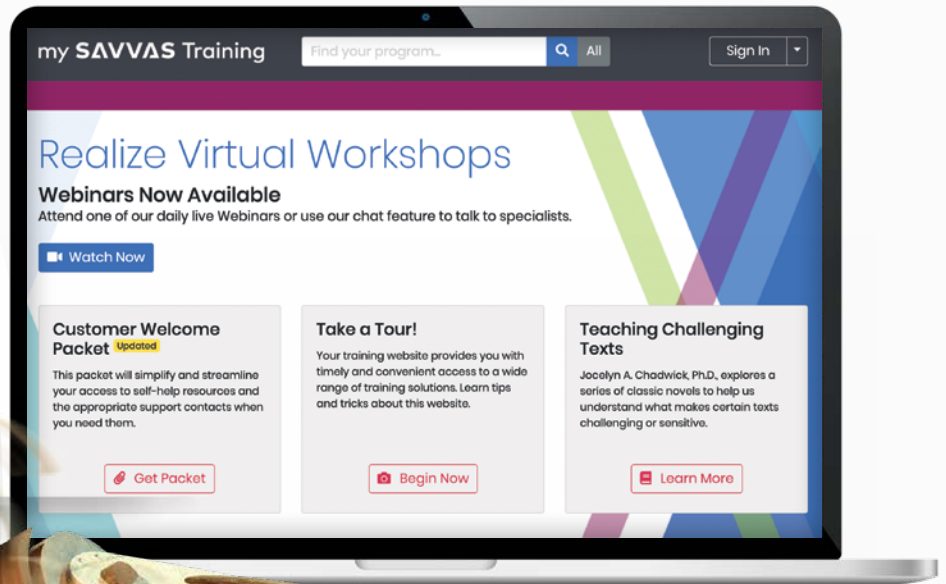 my SAVVAS Training
Find your program...
All
Sign In
Realize Virtual Workshops
Webinars Now Available
Attend one of our daily live Webinars or use our chat feature to talk to specialists.
Watch Now
Customer Welcome
Packet Updated
This packet will simplify and streamline
your access to self-help resources and
the appropriate support contacts when
you need them.
Get Packet
Take a Tour!
Your training website provides you with
timely and convenient access to a wide
range of training solutions. Learn tips
and tricks about this website.
Begin Now
Teaching Challenging
Texts
Jocelyn A. Chadwick, Ph.D., explores a
series of classic novels to help us
understand what makes certain texts
challenging or sensitive.
Learn More